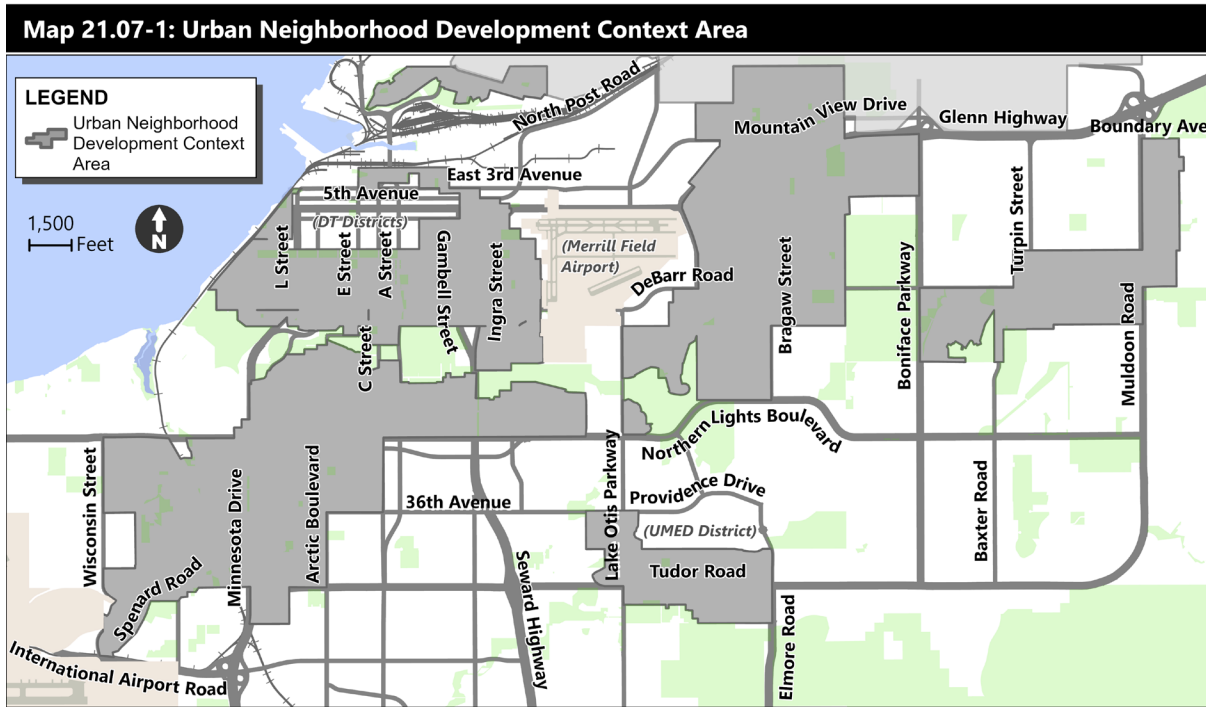 Map 21.07-1: Urban Neighborhood Development Context Area
LEGEND
Urban Neighborhood
Development Context
Area
1,500
Feet
N
North Post Road
Mountain View Drive
Glenn Highway
Boundary Ave
East 3rd Avenue
5th Avenue
(DT Districts)
L Street
E Street
A Street
Gambell Street
Ingra Street
(Merrill Field
Airport)
DeBarr Road
Bragaw Street
Boniface Parkway
Turpin Street
Muldoon Road
C Street
Northern Lights Boulevard
Wisconsin Street
Minnesota Drive
Arctic Boulevard
36th Avenue
Lake Otis Parkway
Providence Drive
(UMED District)
Baxter Road
Spenard Road
Seward Highway
Tudor Road
Elmore Road
International Airport Road